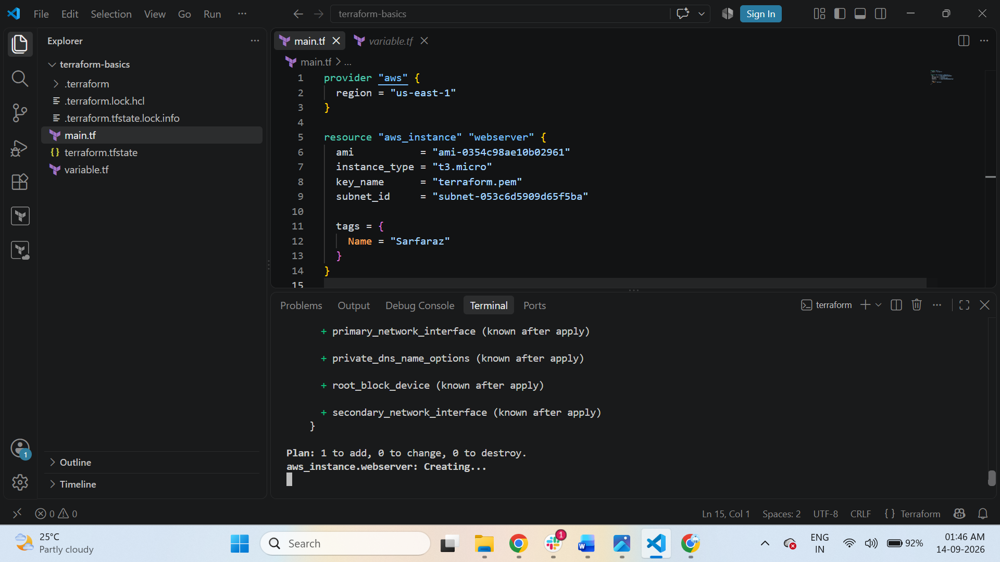 File Edit Selection View Go Run ···
terraform-basics
Sign In
Explorer
terraform-basics
.terraform
.terraform.lock.hcl
.terraform.tfstate.lock.info
main.tf
{} terraform.tfstate
variable.tf
Outline
Timeline
1
main.tf
variable.tf
main.tf > ...
1 provider "aws" {
2 region = "us-east-1"
3 }
4
5 resource "aws_instance" "webserver" {
6 ami = "ami-0354c98ae10b02961"
7 instance_type = "t3.micro"
8 key_name = "terraform.pem"
9 subnet_id = "subnet-053c6d5909d65f5ba"
10
11 tags = {
12 Name = "Sarfaraz"
13 }
14 }
15
Problems Output Debug Console Terminal Ports
terraform
+ primary_network_interface (known after apply)
+ private_dns_name_options (known after apply)
+ root_block_device (known after apply)
+ secondary_network_interface (known after apply)
}
Plan: 1 to add, 0 to change, 0 to destroy.
aws_instance.webserver: Creating...
0 0
Ln 15, Col 1 Spaces: 2 UTF-8 CRLF {} Terraform
25°C
Partly cloudy
Search
1
W
ENG
IN
92%
01:46 AM
14-09-2026